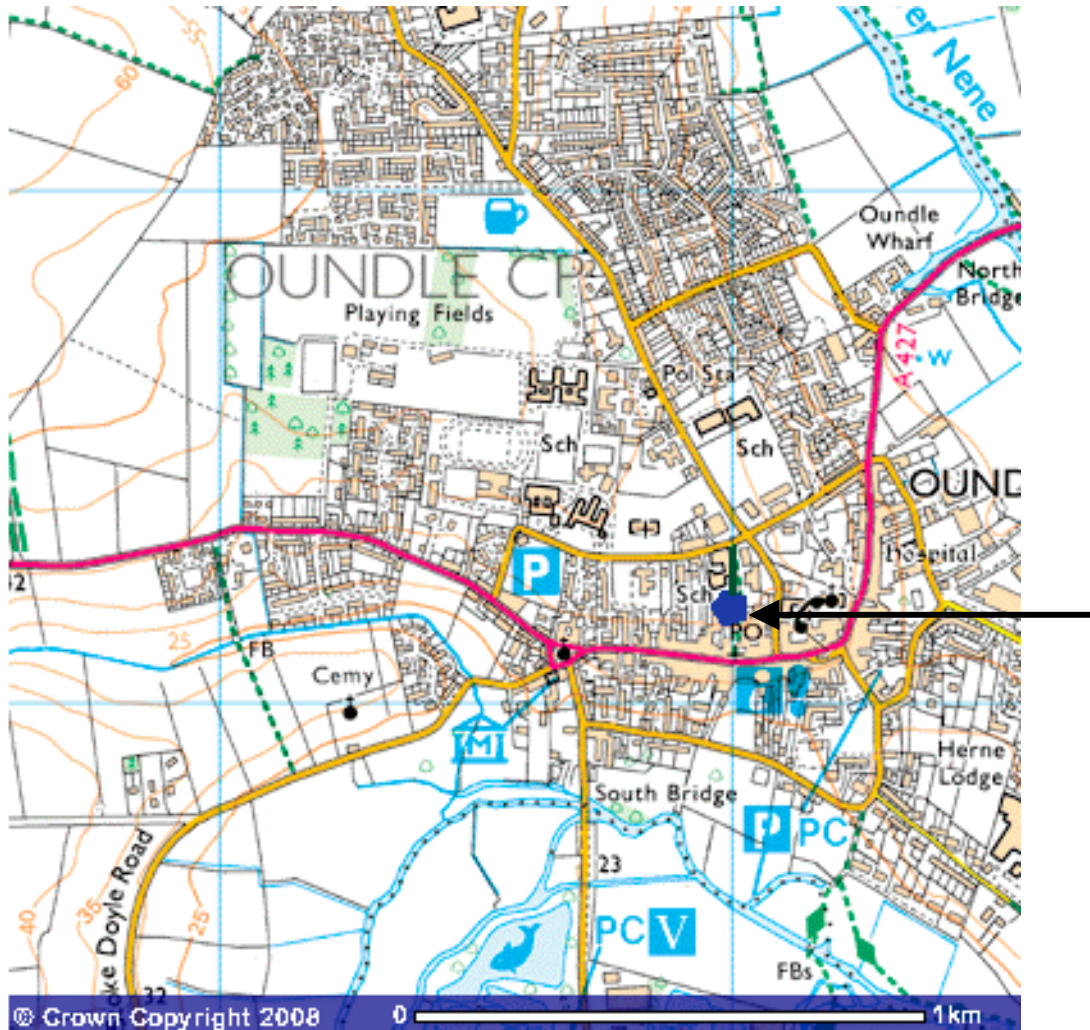 55
60
er Nene
Oundle
Wharf
North
Bridge
OUNDLE CP
Playing Fields
Pol Sta
A 427
W
Sch
Sch
OUND
Hospital
P
Sch
PO
25
FB
Cemy
i
M
Herne
Lodge
South Bridge
P PC
23
oke Doyle Road
PC V
40
35
25
FBs
32
© Crown Copyright 2008
0
1km